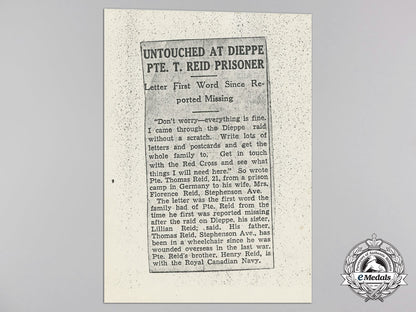 UNTOUCHED AT DIEPPE
PTE. T. REID PRISONER
Letter First Word Since Re-
ported Missing
"Don't worry—everything is fine.
I came through the Dieppe raid
without a scratch. Write lots of
letters and postcards and get the
whole family to. Get in touch
with the Red Cross and see what
things I will need here." So wrote
Pte. Thomas Reid, 21, from a prison
camp in Germany to his wife, Mrs.
Florence Reid, Stephenson Ave.
The letter was the first word the
family had of Pte. Reid from the
time he first was reported missing
after the raid on Dieppe, his sister,
Lillian Reid; said. His father,
Thomas Reid, Stephenson Ave., has
been in a wheelchair since he was
wounded overseas in the last war.
Pte. Reid's brother, Henry Reid, is
with the Royal Canadian Navy.
eMedals